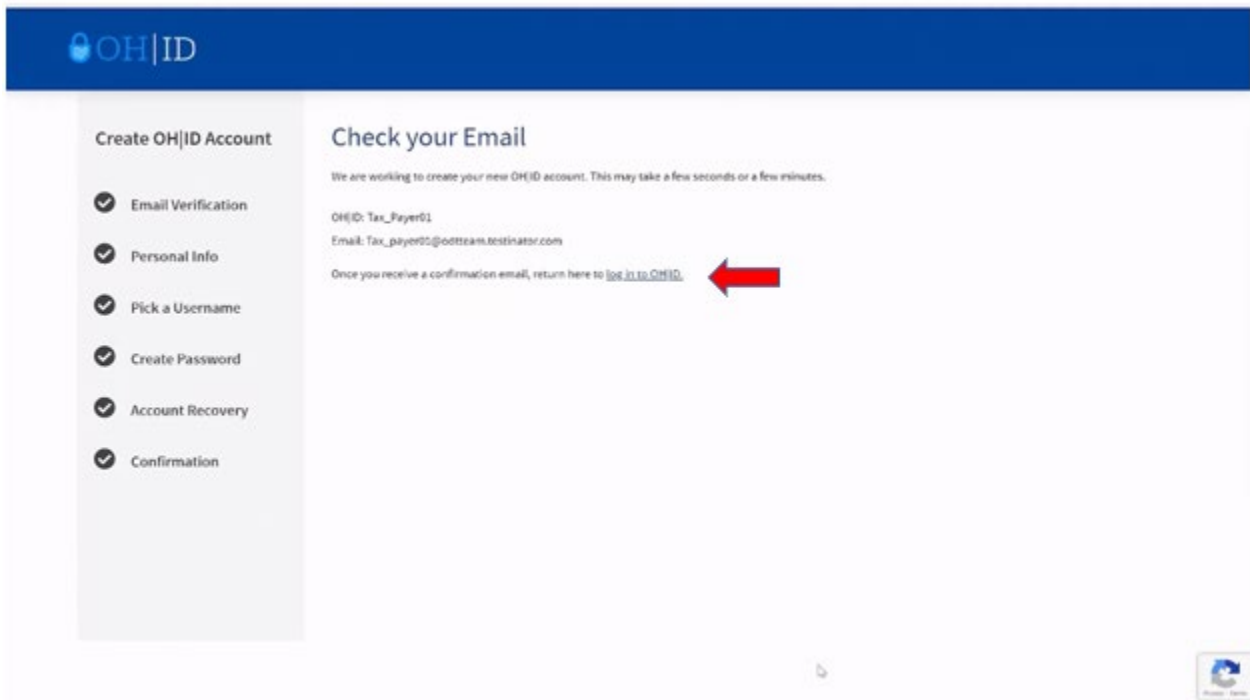 OH|ID
Create OH|ID Account
Email Verification
Personal Info
Pick a Username
Create Password
Account Recovery
Confirmation
Check your Email
We are working to create your new OH|ID account. This may take a few seconds or a few minutes.
OH|ID: Tax_Payer01
Email: Tax_payer01@odtteam.testinator.com
Once you receive a confirmation email, return here to log in to OH|ID.
Privacy - Terms